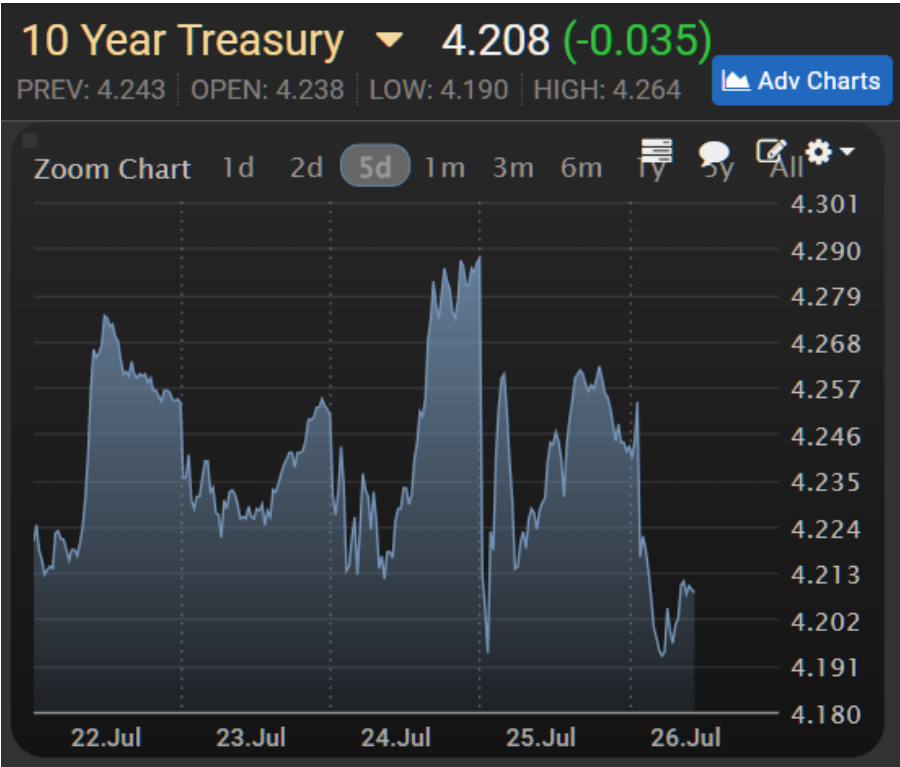 10 Year Treasury 4.208 (-0.035)
PREV: 4.243 OPEN: 4.238 LOW: 4.190 HIGH: 4.264
Adv Charts
Zoom Chart 1d 2d 5d 1m 3m 6m 1y 5y All
4.301
4.290
4.279
4.268
4.257
4.246
4.235
4.224
4.213
4.202
4.191
4.180
22.Jul 23.Jul 24.Jul 25.Jul 26.Jul